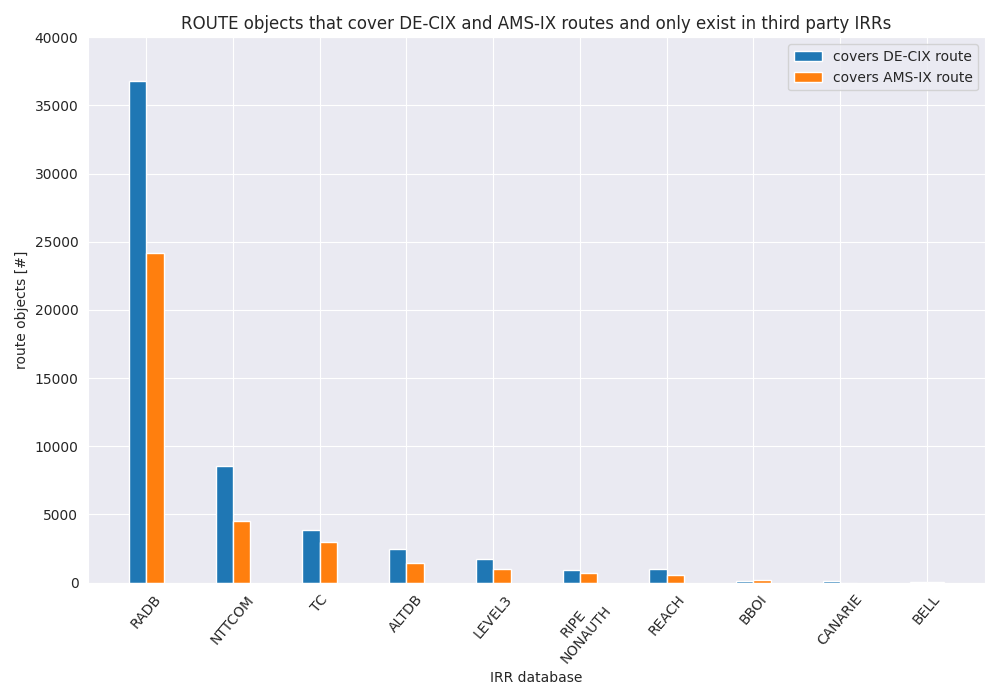 ROUTE objects that cover DE-CIX and AMS-IX routes and only exist in third party IRRs
covers DE-CIX route
covers AMS-IX route
route objects [#]
40000
35000
30000
25000
20000
15000
10000
5000
0
RADB
NTTCOM
TC
ALTDB
LEVEL3
RIPE
NONAUTH
REACH
BBOI
CANARIE
BELL
IRR database